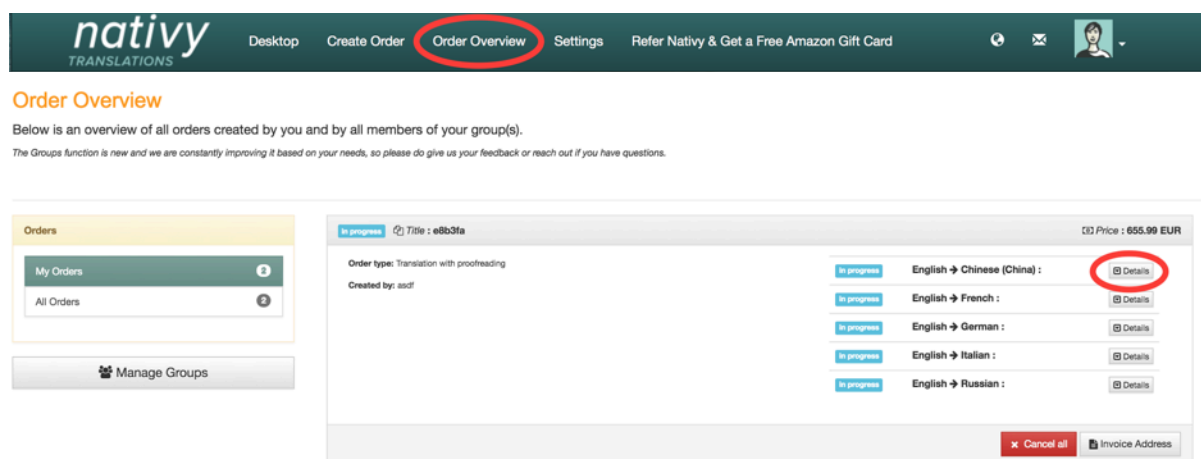 nativy
TRANSLATIONS
Desktop Create Order Order Overview Settings Refer Nativy & Get a Free Amazon Gift Card
Order Overview
Below is an overview of all orders created by you and by all members of your group(s).
The Groups function is new and we are constantly improving it based on your needs, so please do give us your feedback or reach out if you have questions.
Orders
My Orders 2
All Orders 2
Manage Groups
In progress Title : e8b3fa Price : 655.99 EUR
Order type: Translation with proofreading
Created by: asdf
In progress English → Chinese (China) : Details
In progress English → French : Details
In progress English → German : Details
In progress English → Italian : Details
In progress English → Russian : Details
Cancel all Invoice Address